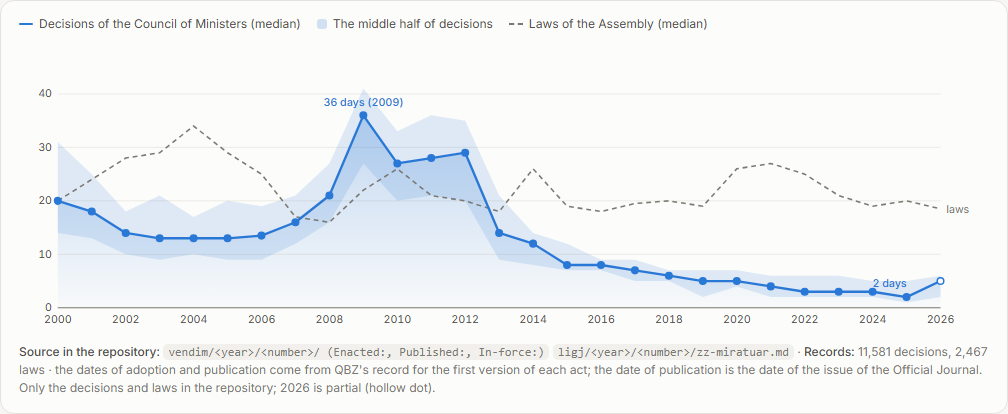 Decisions of the Council of Ministers (median) The middle half of decisions Laws of the Assembly (median)
40
36 days (2009)
30
20
laws
10
2 days
0
2000 2002 2004 2006 2008 2010 2012 2014 2016 2018 2020 2022 2024 2026
Source in the repository: vendim/<year>/<number>/ (Enacted:, Published:, In-force:) ligj/<year>/<number>/zz-miratuar.md · Records: 11,581 decisions, 2,467
laws · the dates of adoption and publication come from QBZ's record for the first version of each act; the date of publication is the date of the issue of the Official Journal.
Only the decisions and laws in the repository; 2026 is partial (hollow dot).